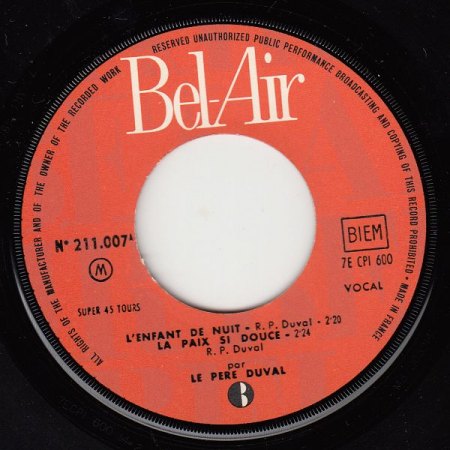 ALL RIGHTS OF THE MANUFACTURER AND OF THE OWNER OF THE RECORDED WORK RESERVED UNAUTHORIZED PUBLIC PERFORMANCE BROADCASTING AND COPYING OF THIS RECORD PROHIBITED • MADE IN FRANCE
Bel-Air
N° 211.007A
M
SUPER 45 TOURS
BIEM
7E CPI 600
VOCAL
L'ENFANT DE NUIT - R.P. Duval - 2:20
LA PAIX SI DOUCE - 2:24
R.P. Duval
par
LE PERE DUVAL
B